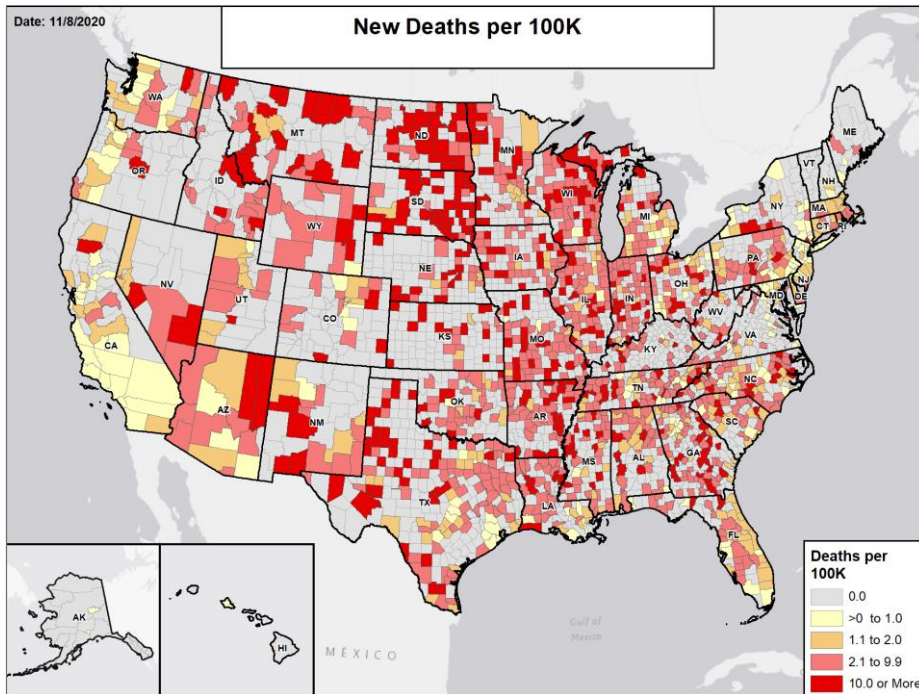 Date: 11/8/2020
New Deaths per 100K
WA
MT
ND
MN
ME
OR
ID
SD
WI
MI
VT
NH
NY
MA
CT
RI
WY
IA
NE
PA
NJ
NV
UT
CO
IL
IN
OH
MD
DE
WV
VA
CA
KS
MO
KY
AZ
NM
OK
AR
TN
NC
SC
MS
AL
GA
TX
LA
FL
AK
HI
MÉXICO
Gulf of
Mexico
Deaths per
100K
0.0
>0 to 1.0
1.1 to 2.0
2.1 to 9.9
10.0 or More